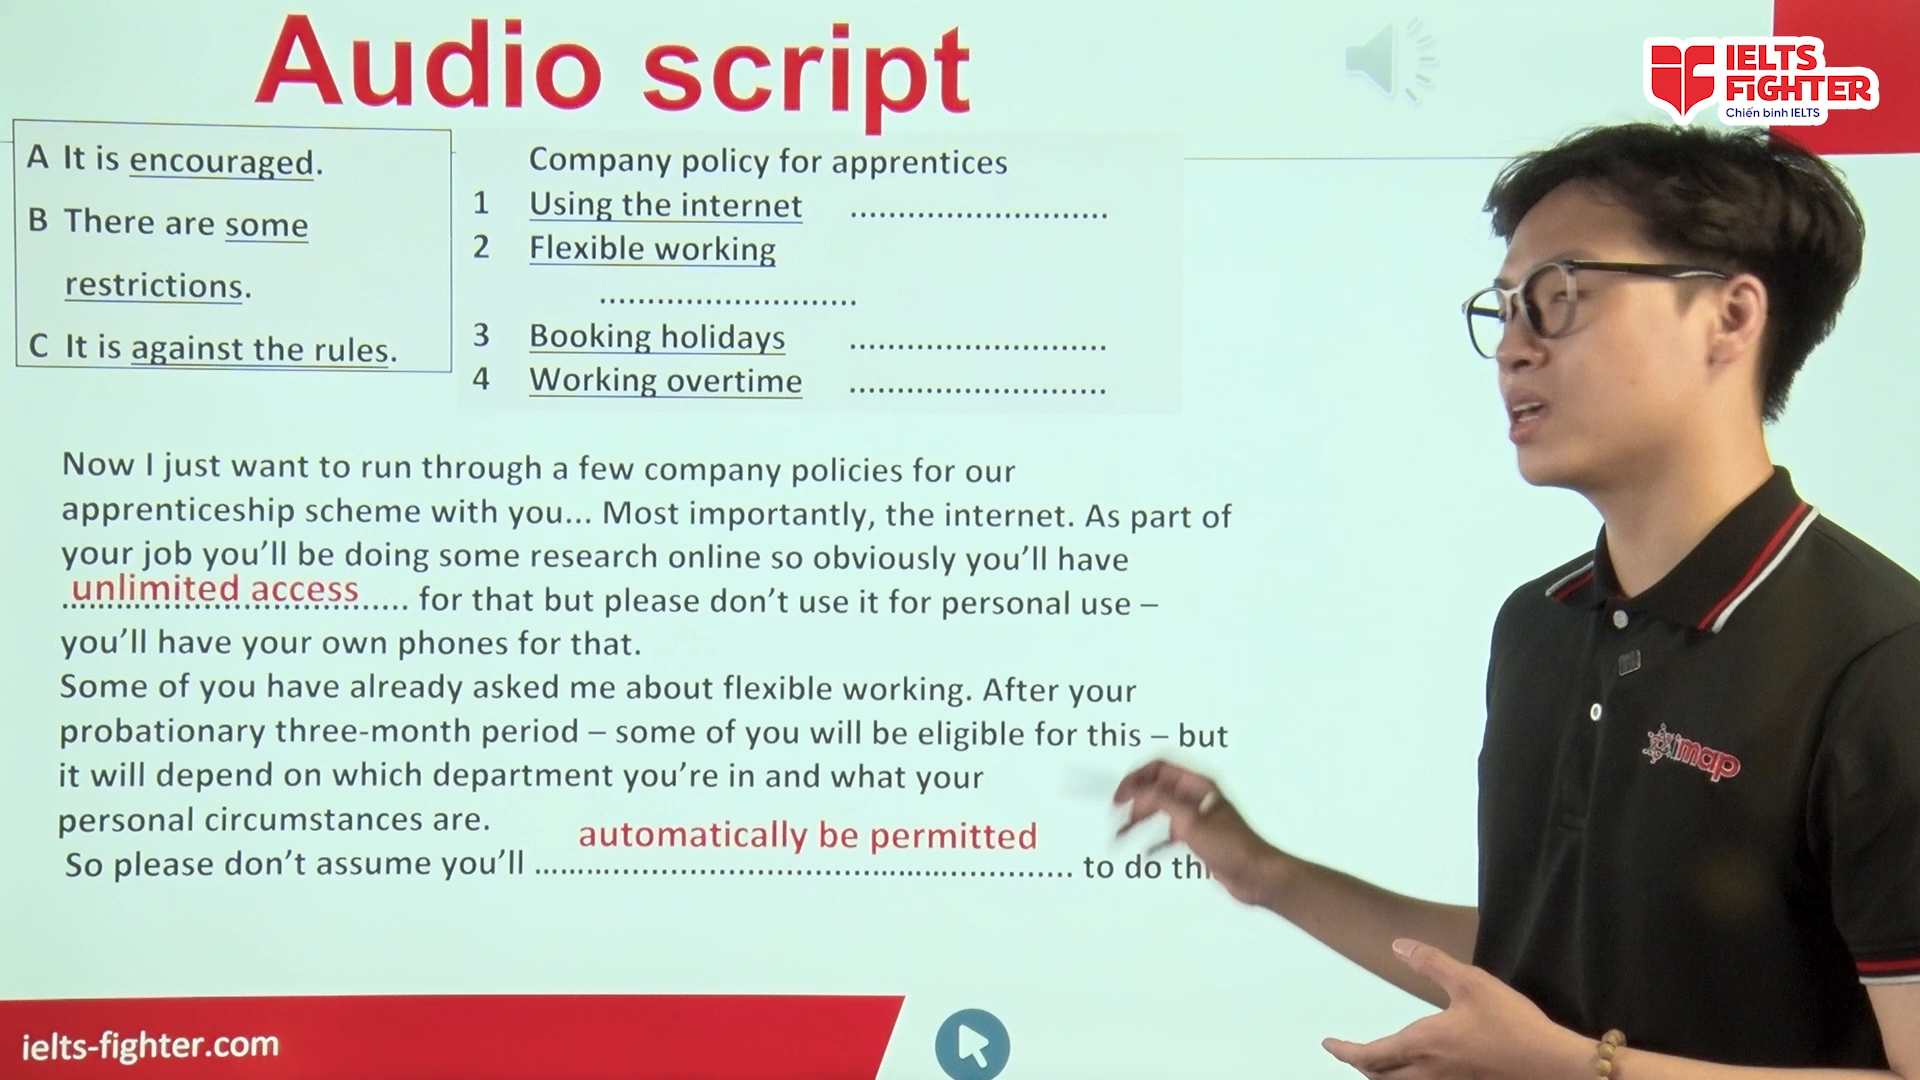 Audio script
IELTS
FiGHTER
Chiến binh IELTS
A It is encouraged.
B There are some
restrictions.
C It is against the rules.
Company policy for apprentices
1 Using the internet ...........................
2 Flexible working
...........................
3 Booking holidays ...........................
4 Working overtime ...........................
Now I just want to run through a few company policies for our
apprenticeship scheme with you... Most importantly, the internet. As part of
your job you'll be doing some research online so obviously you'll have
unlimited access for that but please don't use it for personal use –
you'll have your own phones for that.
Some of you have already asked me about flexible working. After your
probationary three-month period – some of you will be eligible for this – but
it will depend on which department you're in and what your
personal circumstances are.
So please don't assume you'll automatically be permitted to do
imap
ielts-fighter.com